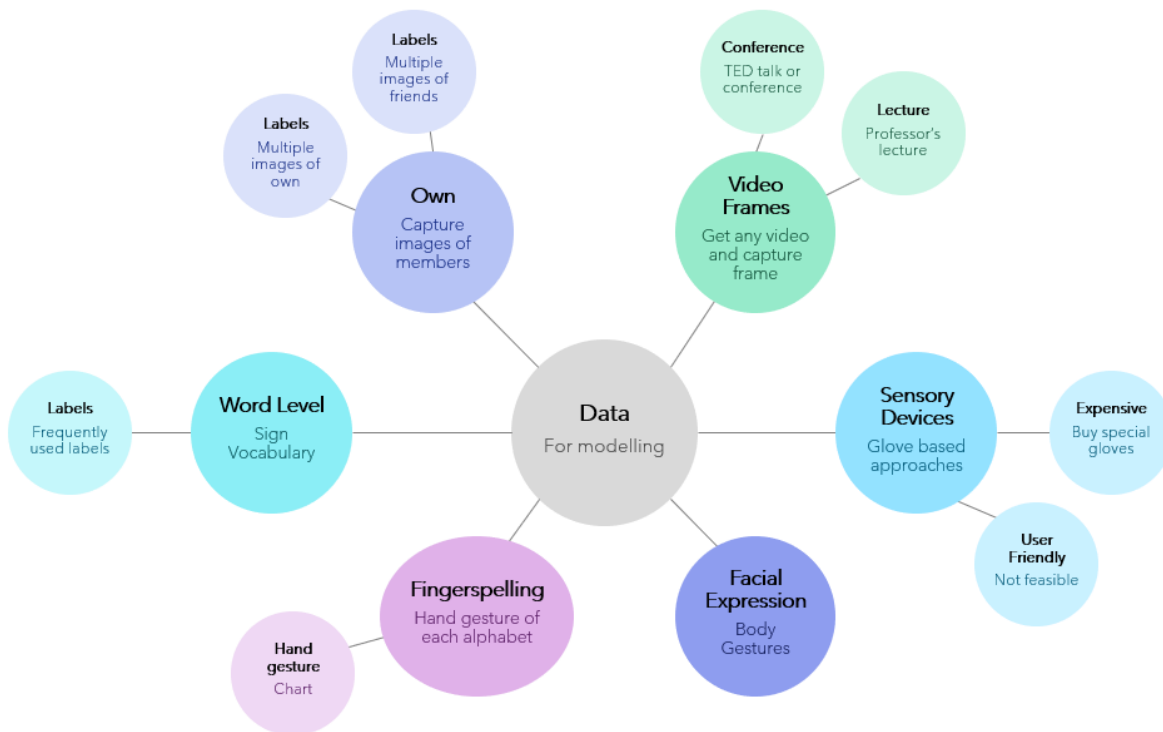 Labels
Multiple
images of
friends
Labels
Multiple
images of
own
Own
Capture
images of
members
Conference
TED talk or
conference
Lecture
Professor's
lecture
Video
Frames
Get any video
and capture
frame
Labels
Frequently
used labels
Word Level
Sign
Vocabulary
Data
For modelling
Sensory
Devices
Glove based
approaches
Expensive
Buy special
gloves
User
Friendly
Not feasible
Fingerspelling
Hand gesture of
each alphabet
Hand
gesture
Chart
Facial
Expression
Body
Gestures